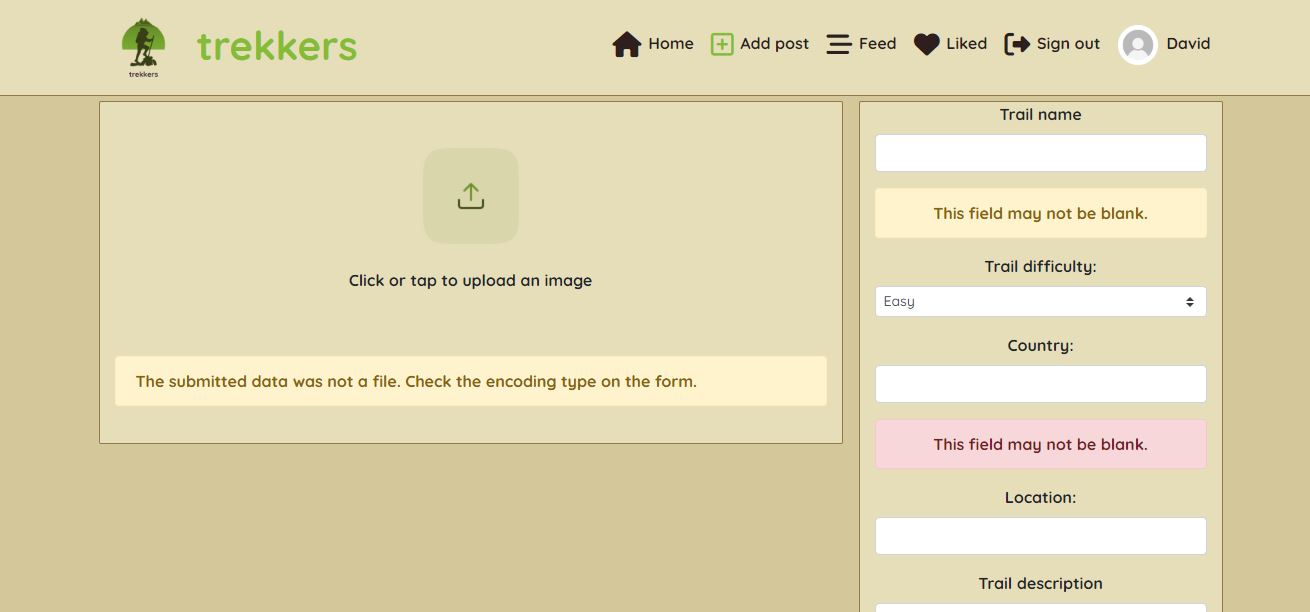 trekkers
trekkers
Home
Add post
Feed
Liked
Sign out
David
Click or tap to upload an image
The submitted data was not a file. Check the encoding type on the form.
Trail name
This field may not be blank.
Trail difficulty:
Easy
Country:
This field may not be blank.
Location:
Trail description